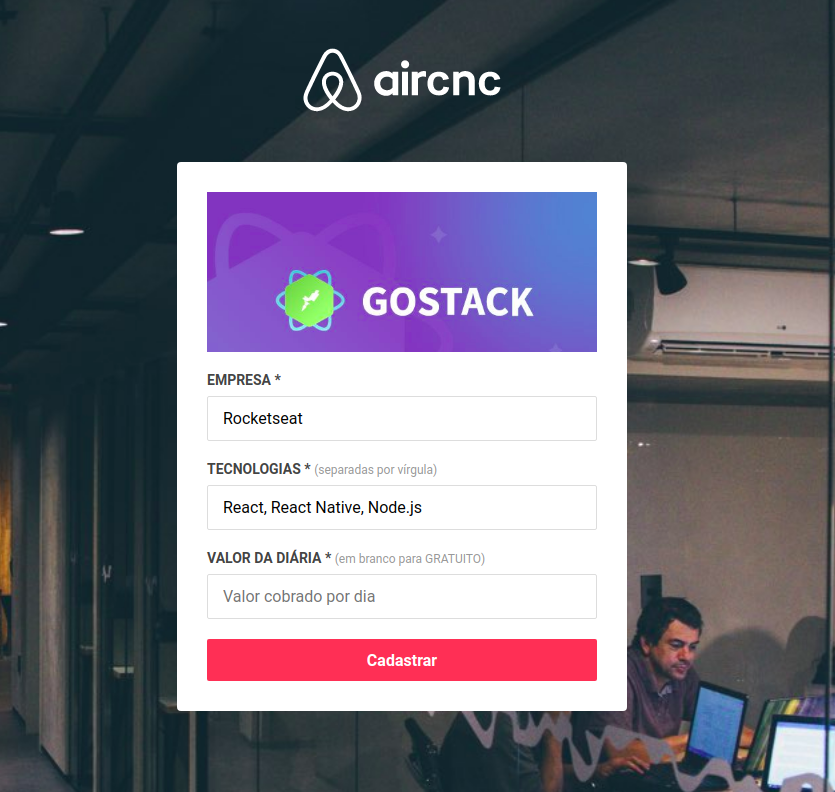 aircnc
GOSTACK
EMPRESA *
Rocketseat
TECNOLOGIAS * (separadas por vírgula)
React, React Native, Node.js
VALOR DA DIÁRIA * (em branco para GRATUITO)
Valor cobrado por dia
Cadastrar